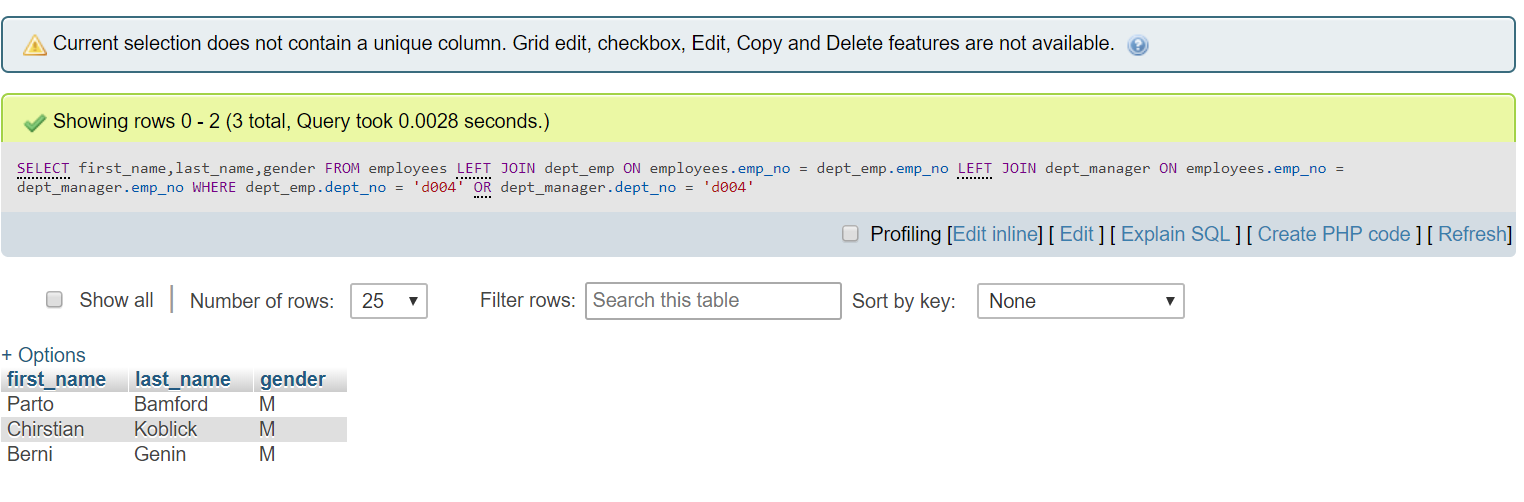 Current selection does not contain a unique column. Grid edit, checkbox, Edit, Copy and Delete features are not available.
Showing rows 0 - 2 (3 total, Query took 0.0028 seconds.)
SELECT first_name,last_name,gender FROM employees LEFT JOIN dept_emp ON employees.emp_no = dept_emp.emp_no LEFT JOIN dept_manager ON employees.emp_no =
dept_manager.emp_no WHERE dept_emp.dept_no = 'd004' OR dept_manager.dept_no = 'd004'
Profiling [Edit inline] [ Edit ] [ Explain SQL ] [ Create PHP code ] [ Refresh]
Show all | Number of rows: 25 Filter rows: Search this table Sort by key: None
+ Options
first_name last_name gender
Parto Bamford M
Chirstian Koblick M
Berni Genin M